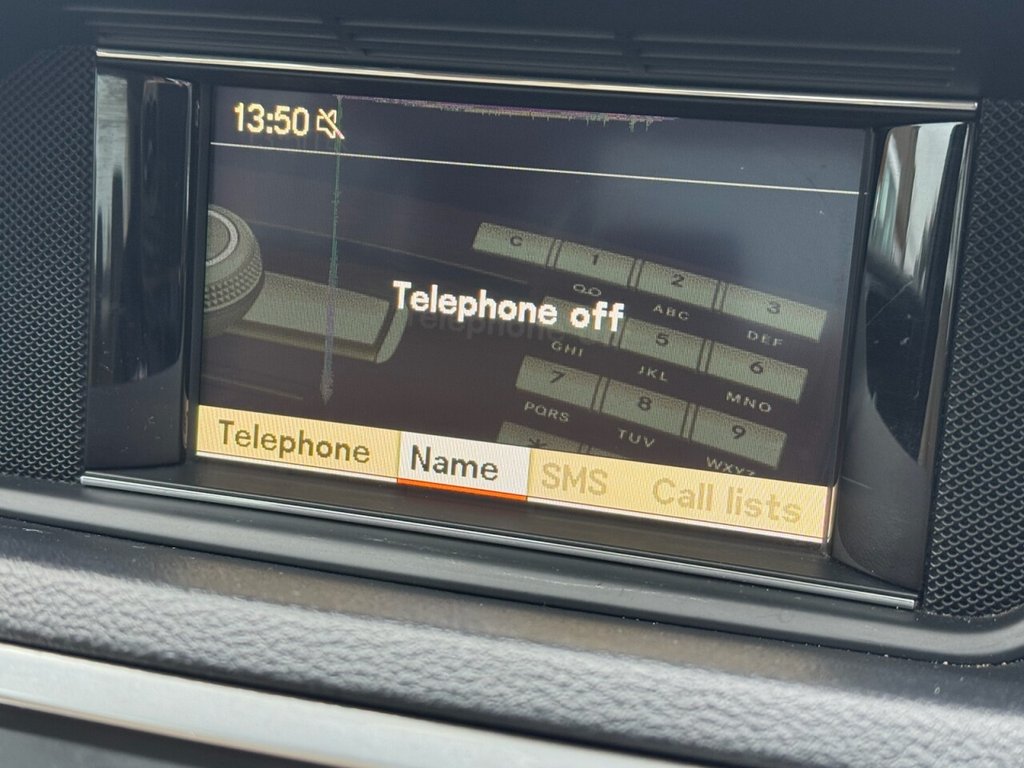 13:50
Telephone off
C 1 2 3
ABC DEF
5 6
GHI JKL MNO
7 8 9
PQRS TUV WXYZ
*
Telephone Name SMS Call lists